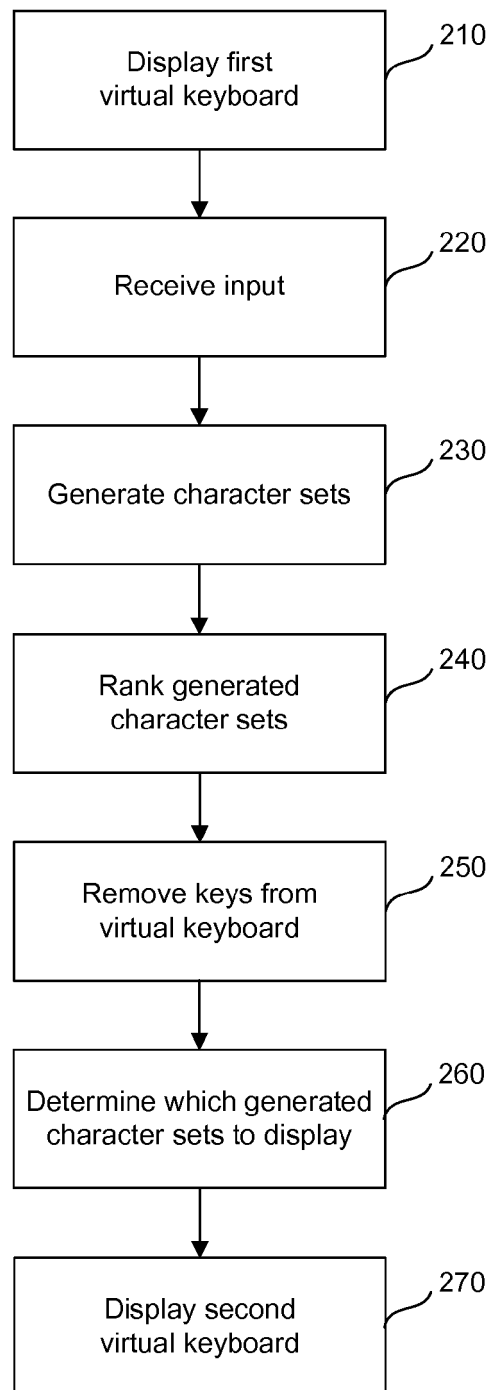 210
Display first
virtual keyboard
220
Receive input
230
Generate character sets
240
Rank generated
character sets
250
Remove keys from
virtual keyboard
260
Determine which generated
character sets to display
270
Display second
virtual keyboard